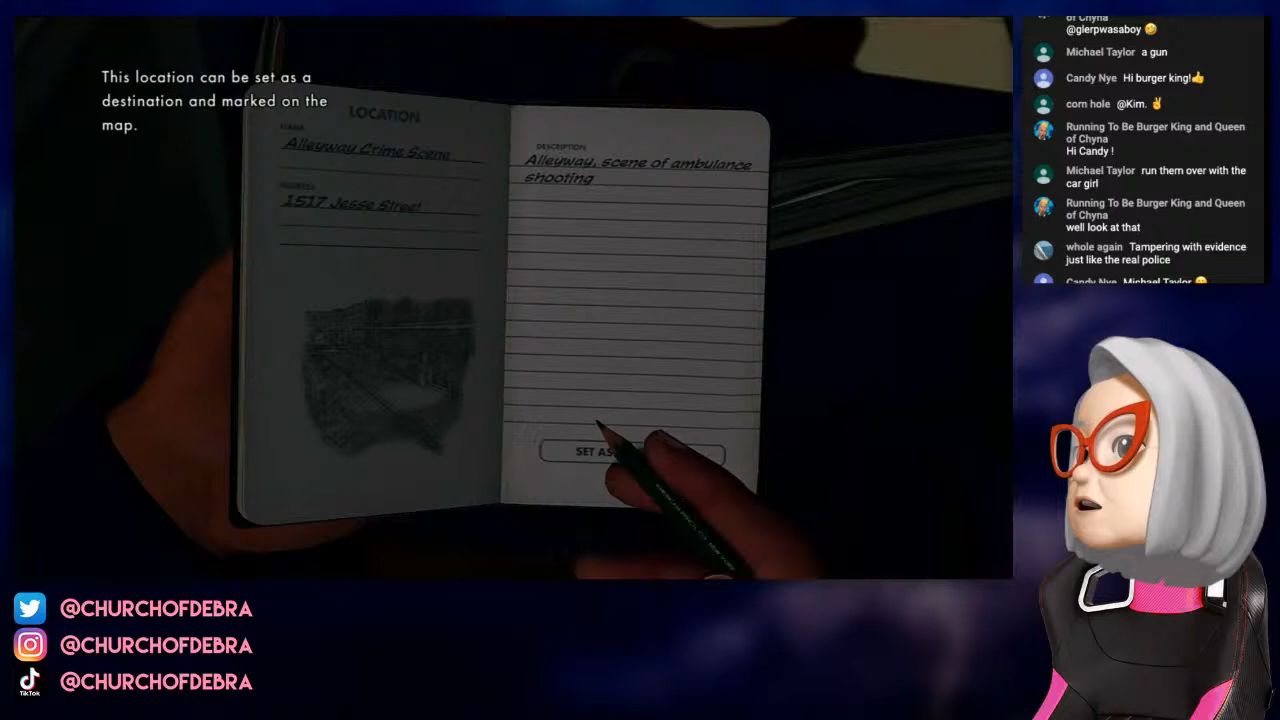 This location can be set as a
destination and marked on the
map.
LOCATION
NAME
Alleyway Crime Scene
ADDRESS
1517 Jesse Street
DESCRIPTION
Alleyway, scene of ambulance
shooting
SET AS
of Chyna
@glerpwasaboy 🤣
Michael Taylor a gun
Candy Nye Hi burger king!👍
corn hole @Kim. ✌
Running To Be Burger King and Queen
of Chyna
Hi Candy !
Michael Taylor run them over with the
car girl
Running To Be Burger King and Queen
of Chyna
well look at that
whole again Tampering with evidence
just like the real police
Candy Nye Michael Taylor
@CHURCHOFDEBRA
@CHURCHOFDEBRA
TikTok
@CHURCHOFDEBRA